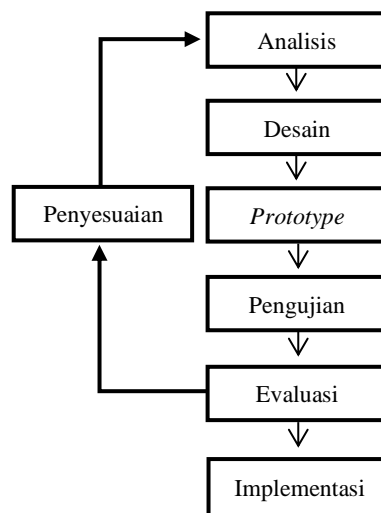 Analisis
Desain
Penyesuaian
Prototype
Pengujian
Evaluasi
Implementasi